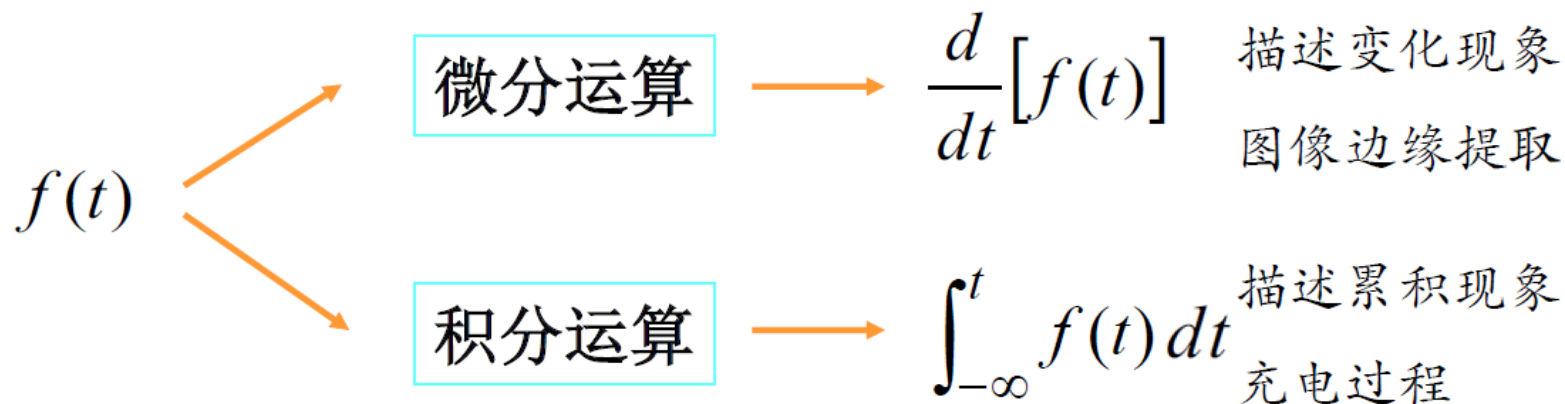 f(t)
微分运算
d/dt [f(t)]
描述变化现象
图像边缘提取
积分运算
∫_{-∞}^{t} f(t) dt
描述累积现象
充电过程